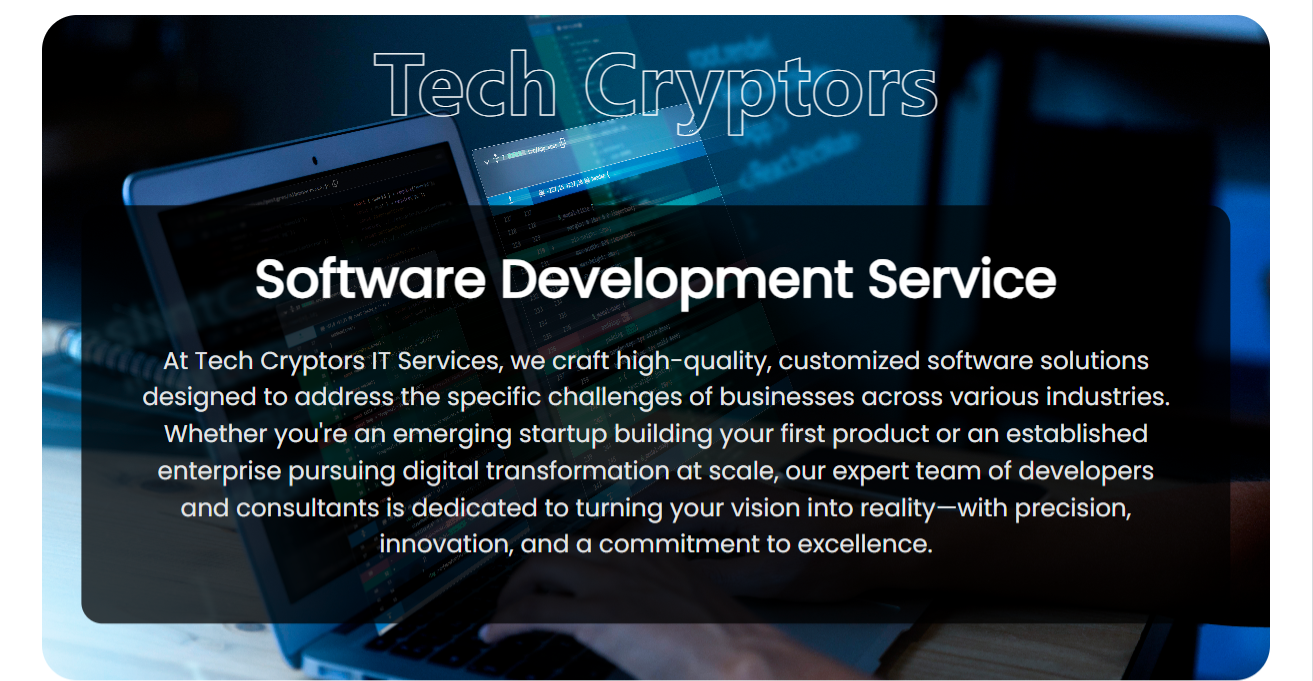 Tech Cryptors
Software Development Service
At Tech Cryptors IT Services, we craft high-quality, customized software solutions
designed to address the specific challenges of businesses across various industries.
Whether you're an emerging startup building your first product or an established
enterprise pursuing digital transformation at scale, our expert team of developers
and consultants is dedicated to turning your vision into reality—with precision,
innovation, and a commitment to excellence.